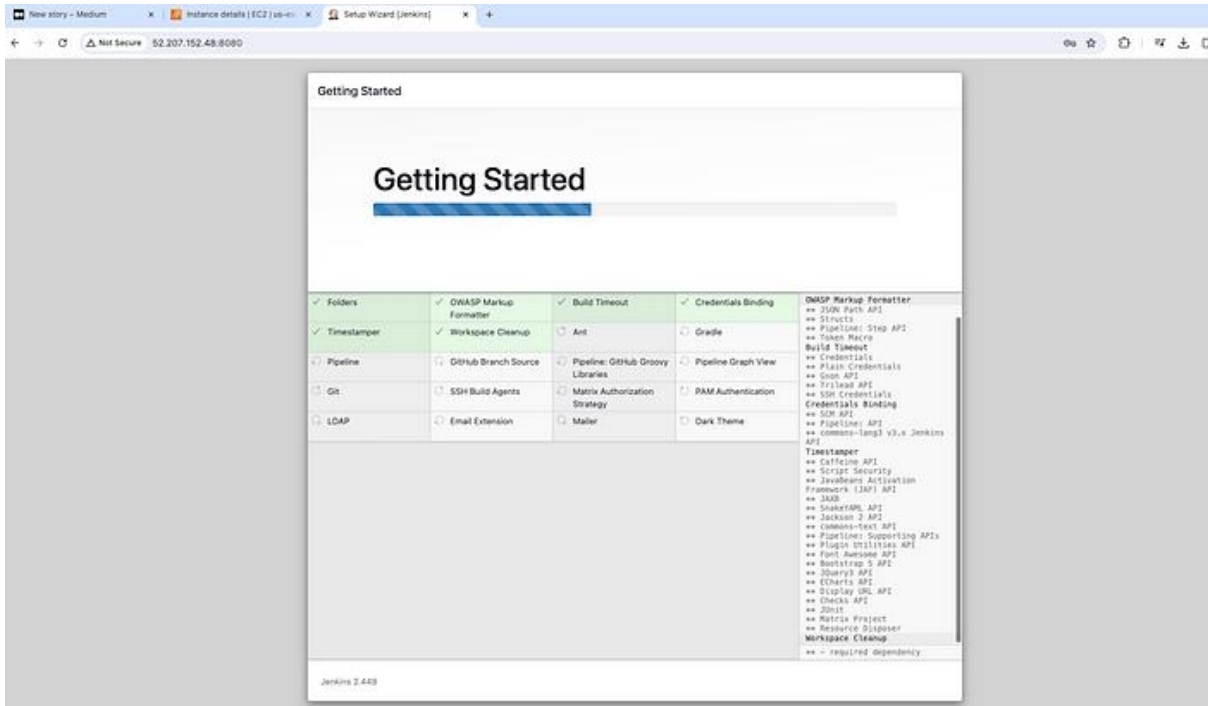 New story – Medium
Instance details | EC2 | us-e
Setup Wizard [Jenkins]
Not Secure 52.207.152.48:8080
Getting Started
Getting Started
Folders
OWASP Markup
Formatter
Build Timeout
Credentials Binding
Timestamper
Workspace Cleanup
Ant
Gradle
Pipeline
GitHub Branch Source
Pipeline: GitHub Groovy
Libraries
Pipeline Graph View
Git
SSH Build Agents
Matrix Authorization
Strategy
PAM Authentication
LDAP
Email Extension
Mailer
Dark Theme
OWASP Markup Formatter
** JSON Path API
** Structs
** Pipeline: Step API
** Token Macro
Build Timeout
** Credentials
** Plain Credentials
** Gson API
** Trilead API
** SSH Credentials
Credentials Binding
** SCM API
** Pipeline: API
** commons-lang3 v3.x Jenkins
API
Timestamper
** Caffeine API
** Script Security
** JavaBeans Activation
Framework (JAF) API
** JAXB
** SnakeYAML API
** Jackson 2 API
** commons-text API
** Pipeline: Supporting APIs
** Plugin Utilities API
** Font Awesome API
** Bootstrap 5 API
** JQuery3 API
** ECharts API
** Display URL API
** Checks API
** JUnit
** Matrix Project
** Resource Disposer
Workspace Cleanup
** - required dependency
Jenkins 2.448